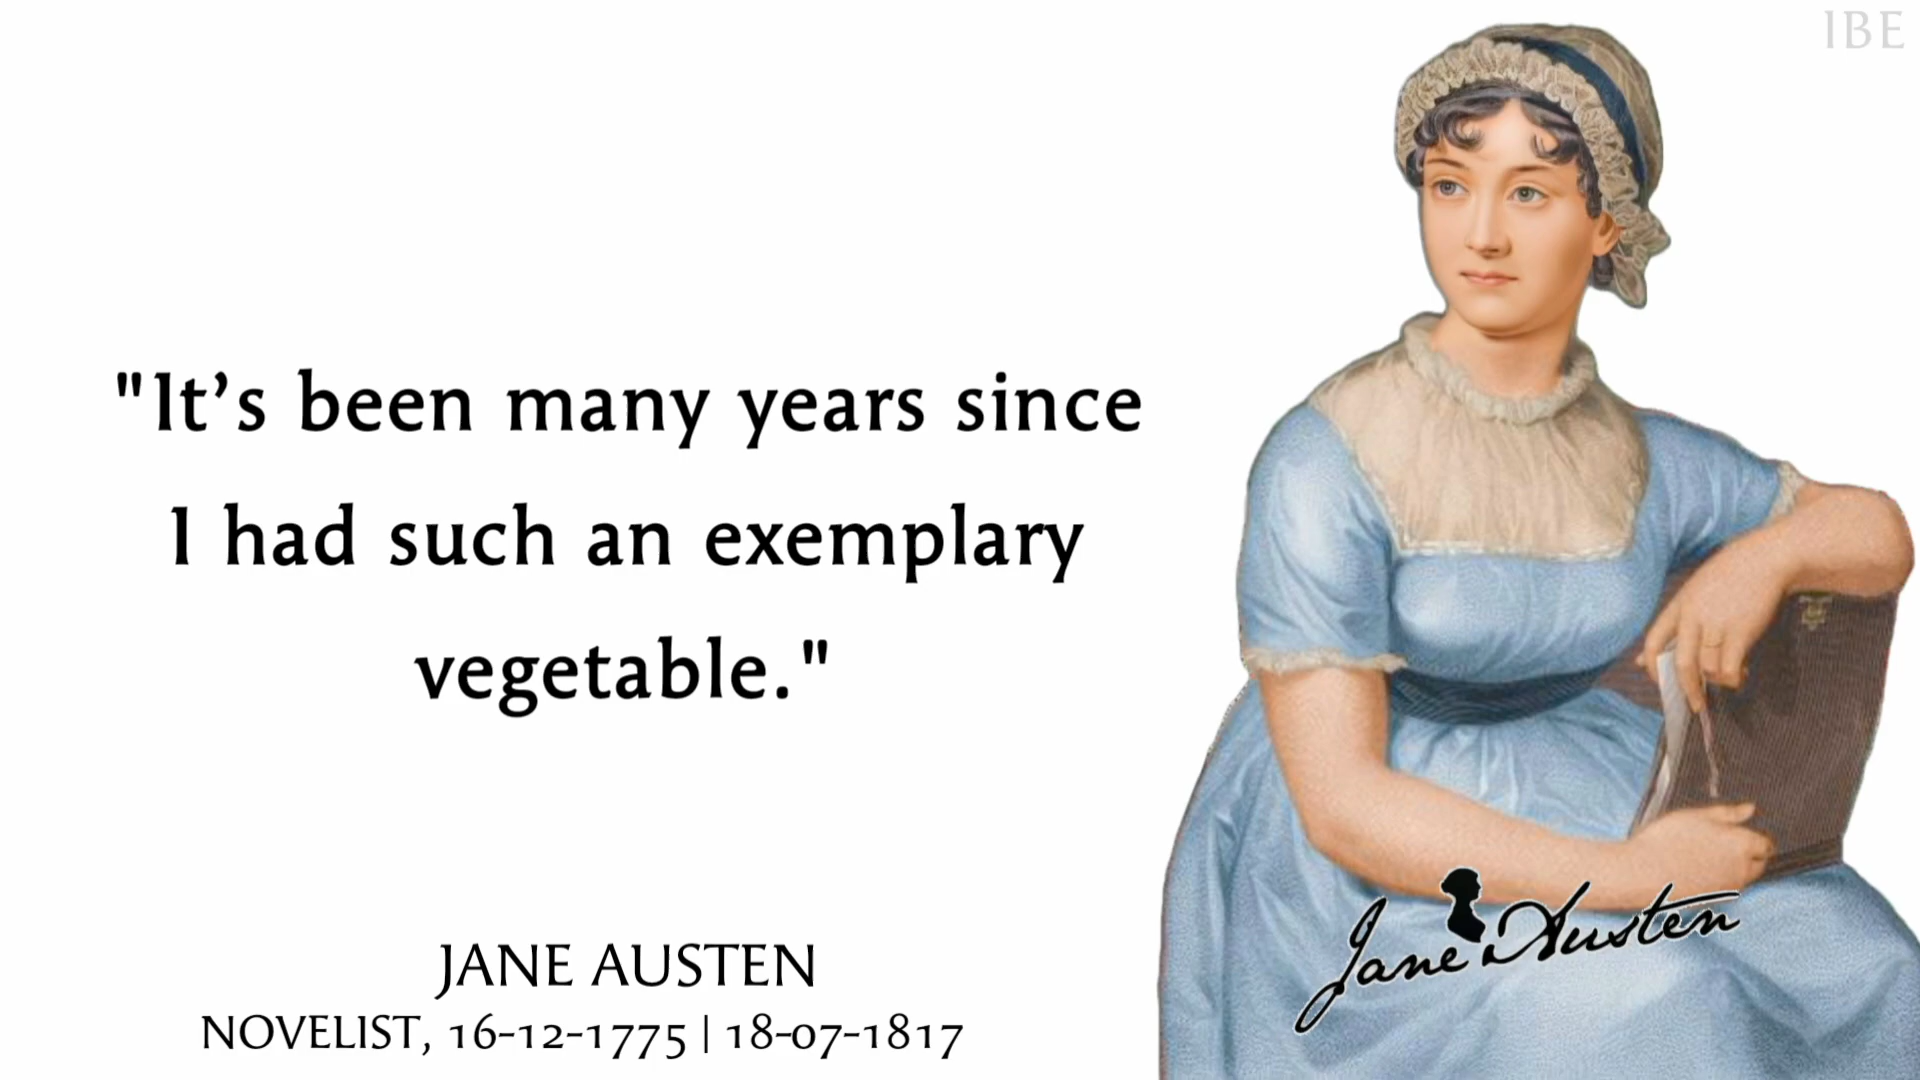 IBE
"It’s been many years since
I had such an exemplary
vegetable."
JANE AUSTEN
NOVELIST, 16-12-1775 | 18-07-1817
Jane Austen